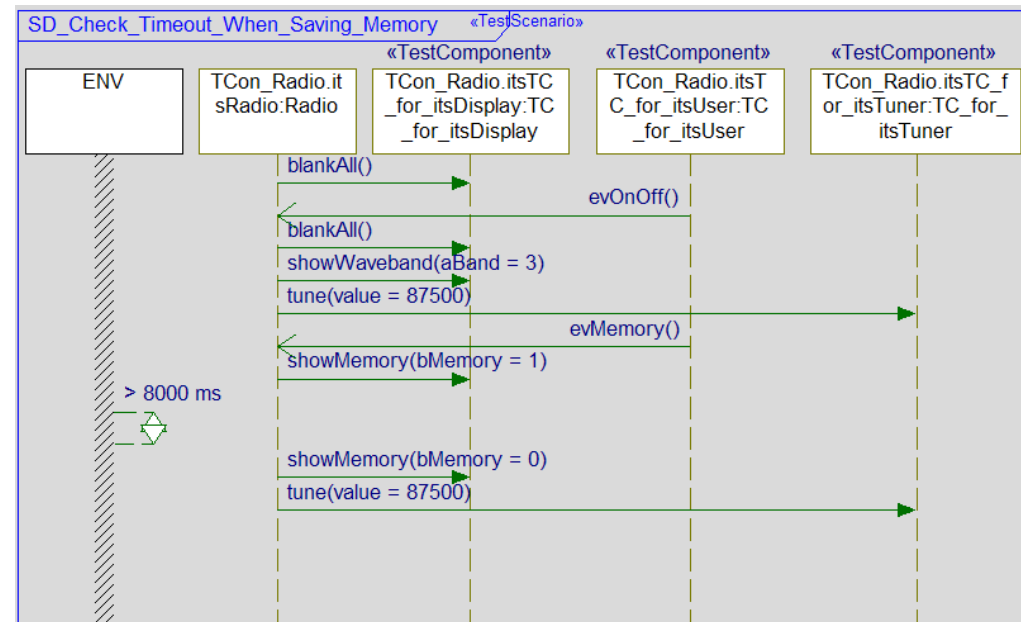 SD_Check_Timeout_When_Saving_Memory «TestScenario»
«TestComponent» «TestComponent» «TestComponent»
ENV
TCon_Radio.it
sRadio:Radio
TCon_Radio.itsTC
_for_itsDisplay:TC
_for_itsDisplay
TCon_Radio.itsT
C_for_itsUser:TC
_for_itsUser
TCon_Radio.itsTC_f
or_itsTuner:TC_for_
itsTuner
blankAll()
evOnOff()
blankAll()
showWaveband(aBand = 3)
tune(value = 87500)
evMemory()
showMemory(bMemory = 1)
> 8000 ms
showMemory(bMemory = 0)
tune(value = 87500)